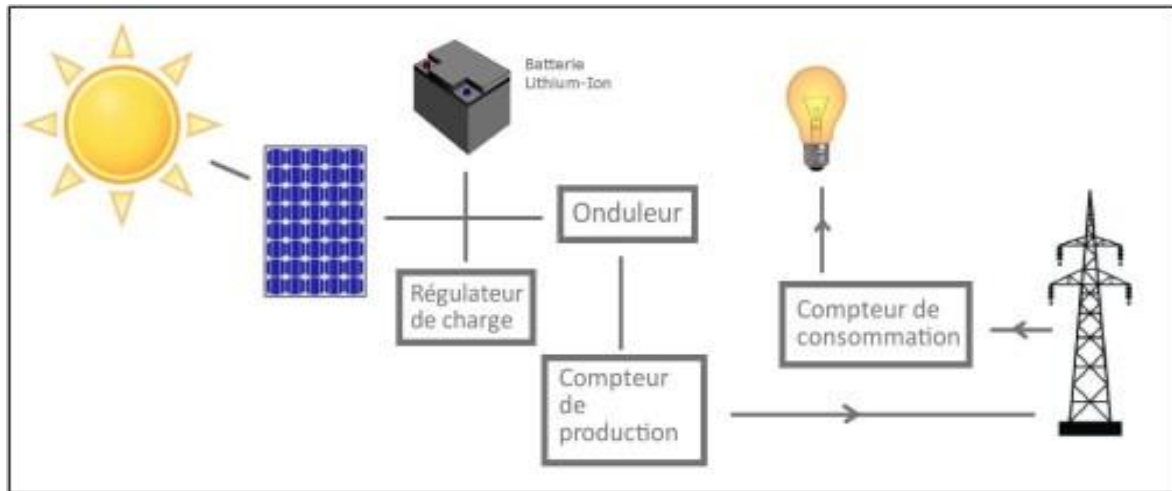 Batterie
Lithium-Ion
Onduleur
Régulateur
de charge
Compteur de
consommation
Compteur
de
production